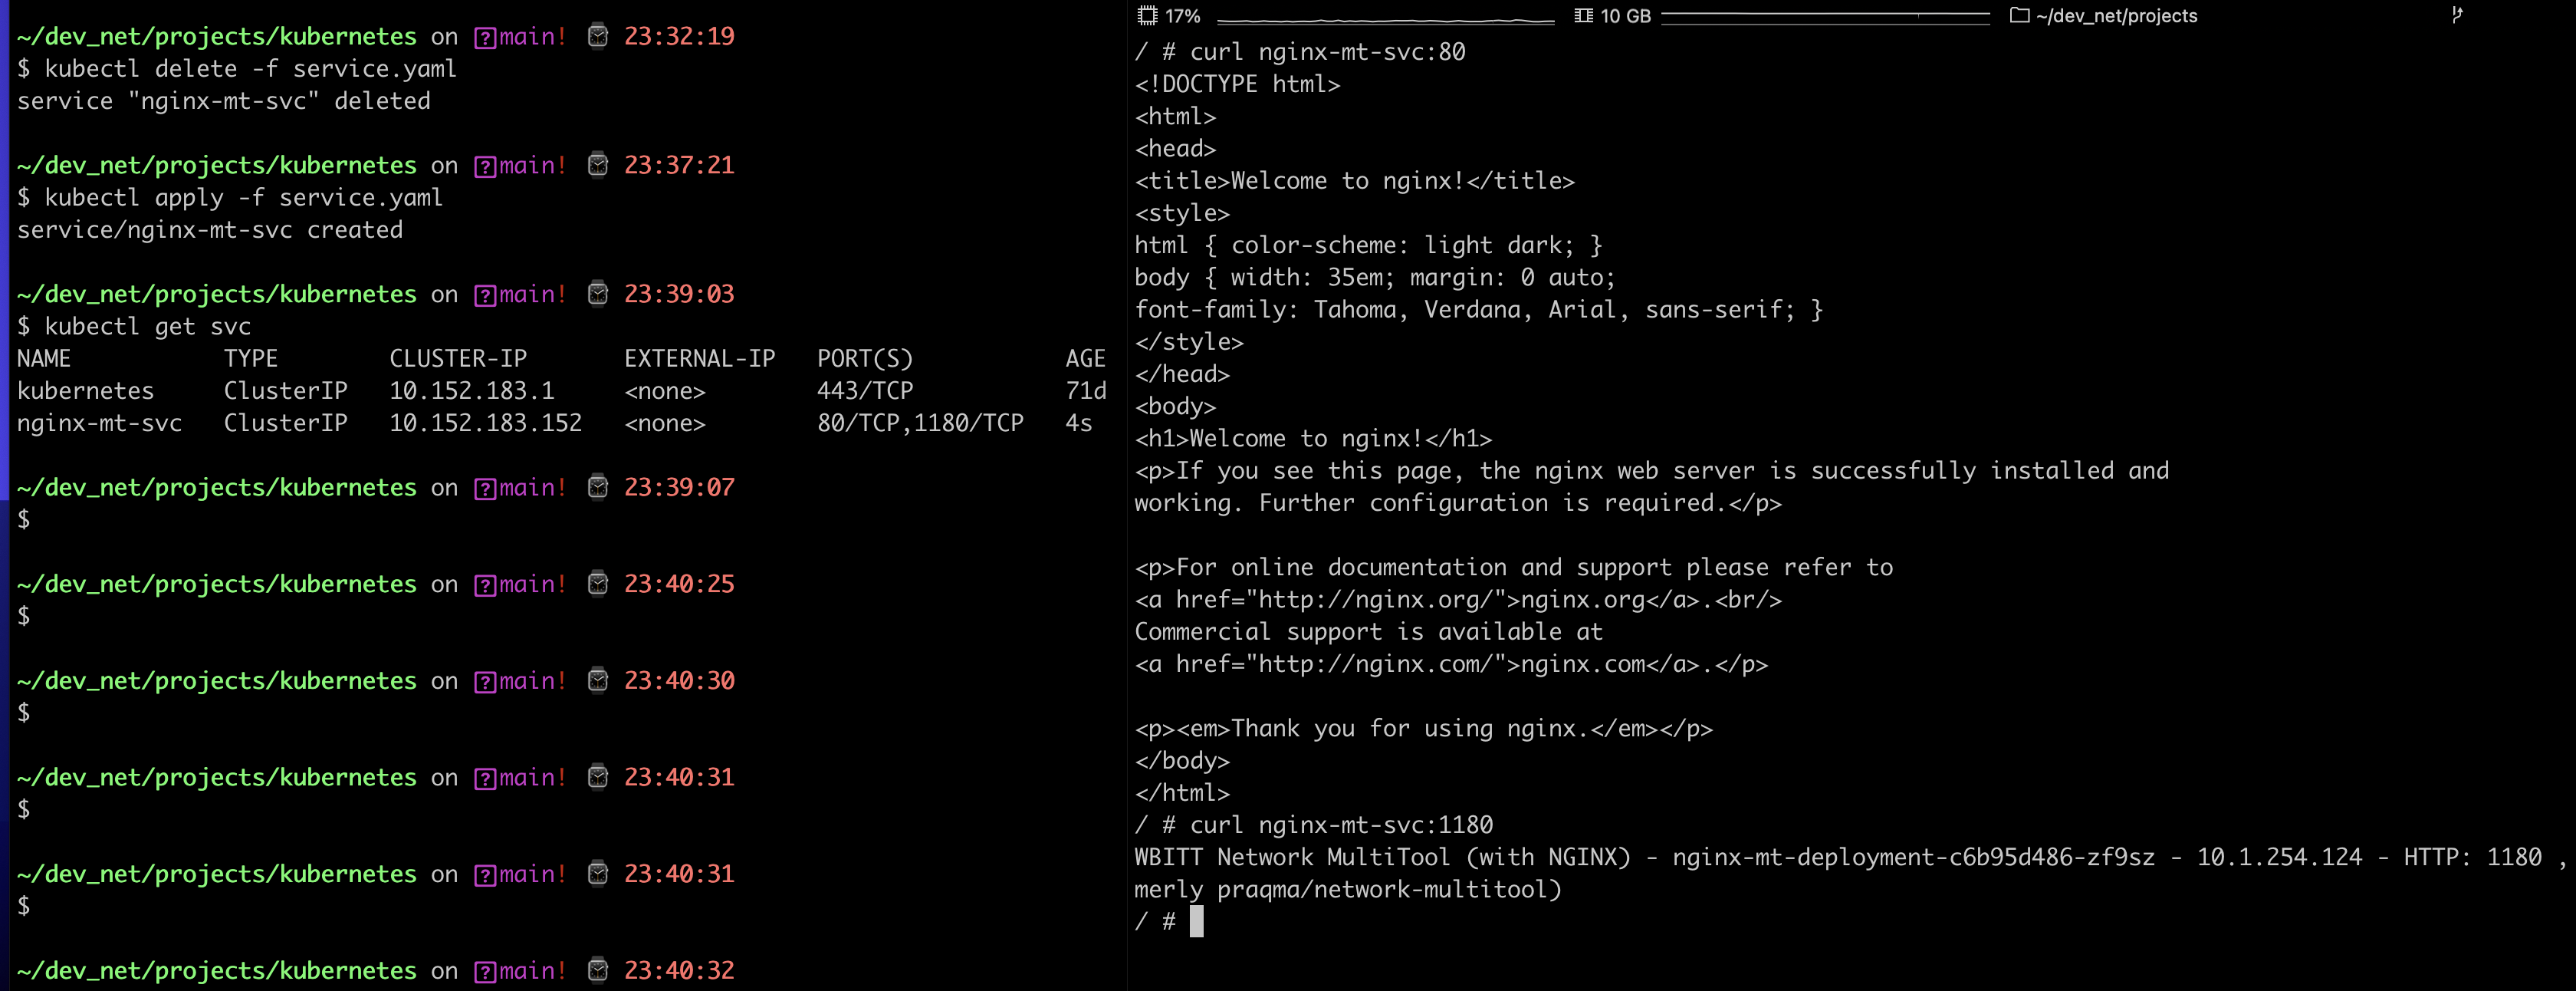 ~/dev_net/projects/kubernetes on [?]main! 23:32:19
$ kubectl delete -f service.yaml
service "nginx-mt-svc" deleted
~/dev_net/projects/kubernetes on [?]main! 23:37:21
$ kubectl apply -f service.yaml
service/nginx-mt-svc created
~/dev_net/projects/kubernetes on [?]main! 23:39:03
$ kubectl get svc
NAME TYPE CLUSTER-IP EXTERNAL-IP PORT(S) AGE
kubernetes ClusterIP 10.152.183.1 <none> 443/TCP 71d
nginx-mt-svc ClusterIP 10.152.183.152 <none> 80/TCP,1180/TCP 4s
~/dev_net/projects/kubernetes on [?]main! 23:39:07
$
~/dev_net/projects/kubernetes on [?]main! 23:40:25
$
~/dev_net/projects/kubernetes on [?]main! 23:40:30
$
~/dev_net/projects/kubernetes on [?]main! 23:40:31
$
~/dev_net/projects/kubernetes on [?]main! 23:40:31
$
~/dev_net/projects/kubernetes on [?]main! 23:40:32
17% 10 GB ~/dev_net/projects
/ # curl nginx-mt-svc:80
<!DOCTYPE html>
<html>
<head>
<title>Welcome to nginx!</title>
<style>
html { color-scheme: light dark; }
body { width: 35em; margin: 0 auto;
font-family: Tahoma, Verdana, Arial, sans-serif; }
</style>
</head>
<body>
<h1>Welcome to nginx!</h1>
<p>If you see this page, the nginx web server is successfully installed and
working. Further configuration is required.</p>
<p>For online documentation and support please refer to
<a href="http://nginx.org/">nginx.org</a>.<br/>
Commercial support is available at
<a href="http://nginx.com/">nginx.com</a>.</p>
<p><em>Thank you for using nginx.</em></p>
</body>
</html>
/ # curl nginx-mt-svc:1180
WBITT Network MultiTool (with NGINX) - nginx-mt-deployment-c6b95d486-zf9sz - 10.1.254.124 - HTTP: 1180 ,
merly praqma/network-multitool)
/ #